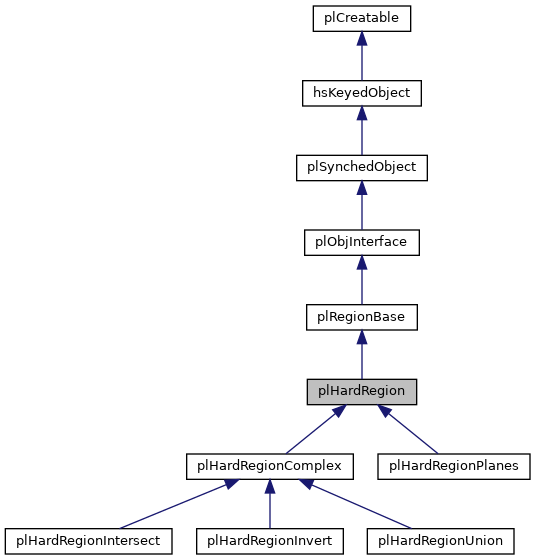 plCreatable
hsKeyedObject
plSynchedObject
plObjInterface
plRegionBase
plHardRegion
plHardRegionComplex
plHardRegionPlanes
plHardRegionIntersect
plHardRegionInvert
plHardRegionUnion